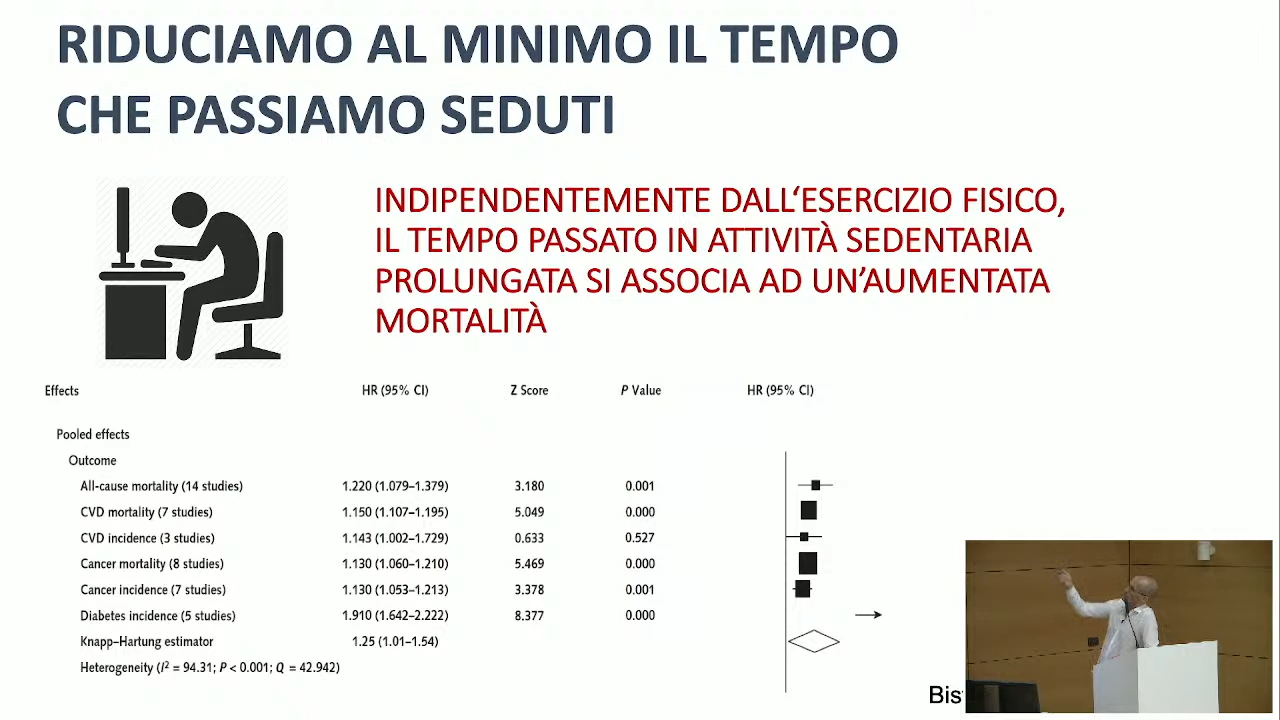 RIDUCIAMO AL MINIMO IL TEMPO
CHE PASSIAMO SEDUTI
INDIPENDENTEMENTE DALL‘ESERCIZIO FISICO,
IL TEMPO PASSATO IN ATTIVITÀ SEDENTARIA
PROLUNGATA SI ASSOCIA AD UN’AUMENTATA
MORTALITÀ
Effects HR (95% CI) Z Score P Value HR (95% CI)
Pooled effects
Outcome
All-cause mortality (14 studies) 1.220 (1.079–1.379) 3.180 0.001
CVD mortality (7 studies) 1.150 (1.107–1.195) 5.049 0.000
CVD incidence (3 studies) 1.143 (1.002–1.729) 0.633 0.527
Cancer mortality (8 studies) 1.130 (1.060–1.210) 5.469 0.000
Cancer incidence (7 studies) 1.130 (1.053–1.213) 3.378 0.001
Diabetes incidence (5 studies) 1.910 (1.642–2.222) 8.377 0.000
Knapp–Hartung estimator 1.25 (1.01–1.54)
Heterogeneity (I² = 94.31; P < 0.001; Q = 42.942)